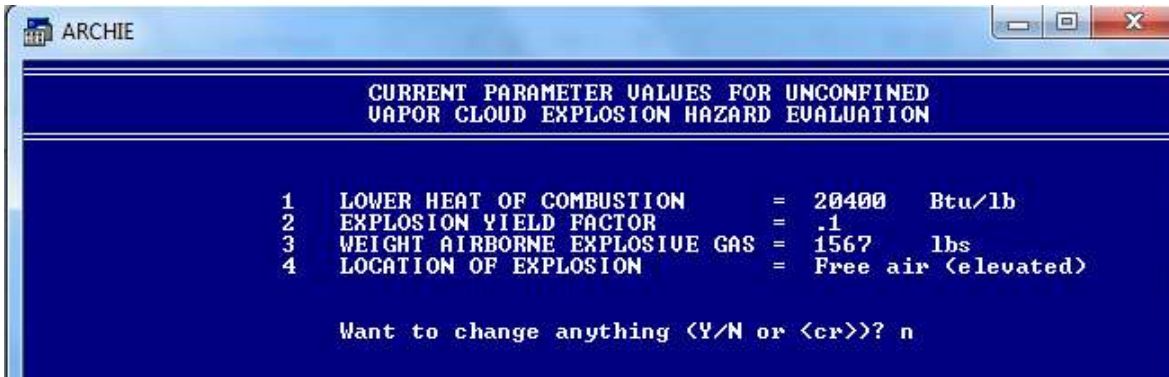 ARCHIE
CURRENT PARAMETER VALUES FOR UNCONFINED
VAPOR CLOUD EXPLOSION HAZARD EVALUATION
1 LOWER HEAT OF COMBUSTION = 20400 Btu/lb
2 EXPLOSION YIELD FACTOR = .1
3 WEIGHT AIRBORNE EXPLOSIVE GAS = 1567 lbs
4 LOCATION OF EXPLOSION = Free air (elevated)
Want to change anything (Y/N or <cr>)? n